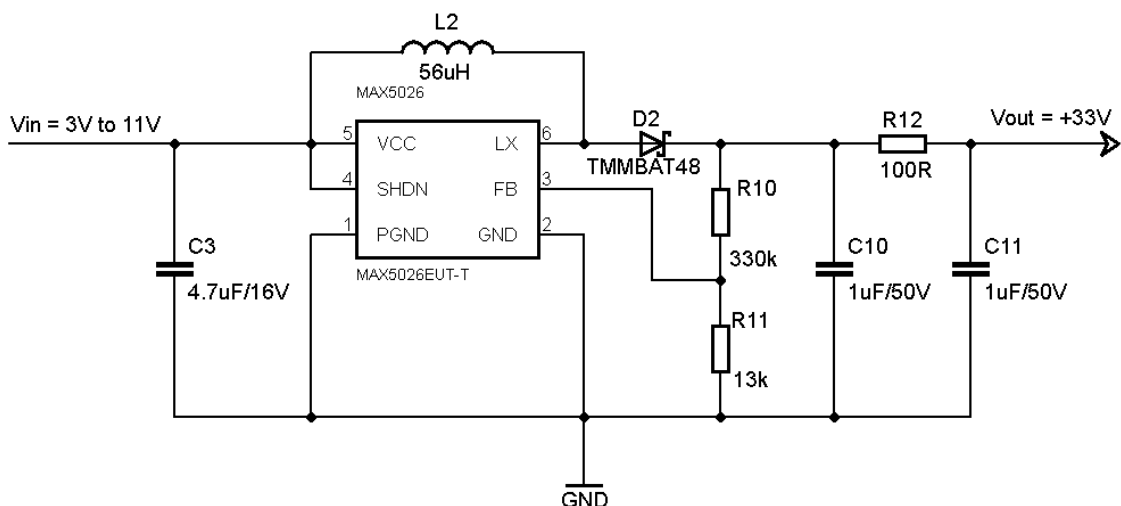 L2
56uH
MAX5026
Vin = 3V to 11V
5 VCC LX 6
D2
TMMBAT48
R12
100R
Vout = +33V
4 SHDN FB 3
R10
330k
1 PGND GND 2
MAX5026EUT-T
C3
4.7uF/16V
C10
1uF/50V
C11
1uF/50V
R11
13k
GND